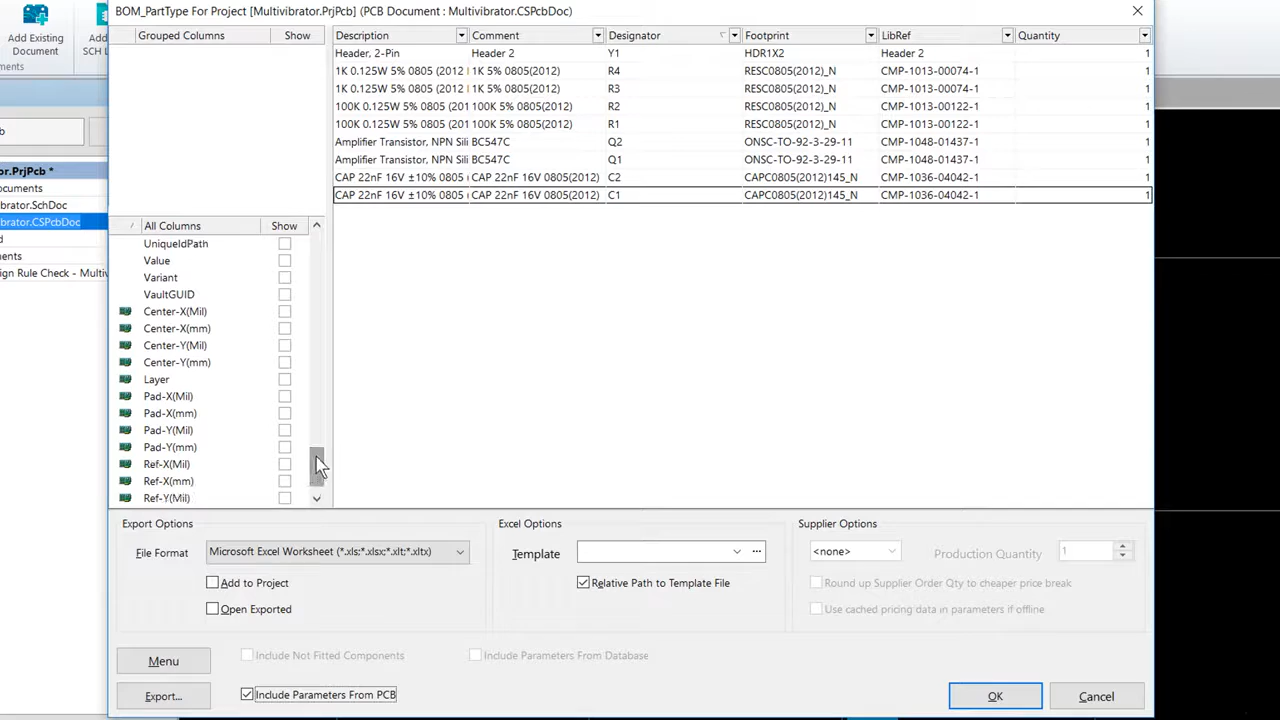 BOM_PartType For Project [Multivibrator.PrjPcb] (PCB Document : Multivibrator.CSPcbDoc)
Add Existing
Document
Add
SCH L
ments
Grouped Columns Show
Description Comment Designator Footprint LibRef Quantity
Header, 2-Pin Header 2 Y1 HDR1X2 Header 2 1
1K 0.125W 5% 0805 (2012 1K 5% 0805(2012) R4 RESC0805(2012)_N CMP-1013-00074-1 1
1K 0.125W 5% 0805 (2012 1K 5% 0805(2012) R3 RESC0805(2012)_N CMP-1013-00074-1 1
100K 0.125W 5% 0805 (201 100K 5% 0805(2012) R2 RESC0805(2012)_N CMP-1013-00122-1 1
100K 0.125W 5% 0805 (201 100K 5% 0805(2012) R1 RESC0805(2012)_N CMP-1013-00122-1 1
Amplifier Transistor, NPN Sili BC547C Q2 ONSC-TO-92-3-29-11 CMP-1048-01437-1 1
Amplifier Transistor, NPN Sili BC547C Q1 ONSC-TO-92-3-29-11 CMP-1048-01437-1 1
CAP 22nF 16V ±10% 0805 CAP 22nF 16V 0805(2012) C2 CAPC0805(2012)145_N CMP-1036-04042-1 1
CAP 22nF 16V ±10% 0805 CAP 22nF 16V 0805(2012) C1 CAPC0805(2012)145_N CMP-1036-04042-1 1
b
or.PrjPcb *
ocuments
brator.SchDoc
brator.CSPcbDoc
d
ents
ign Rule Check - Multiv
All Columns Show
UniqueIdPath
Value
Variant
VaultGUID
Center-X(Mil)
Center-X(mm)
Center-Y(Mil)
Center-Y(mm)
Layer
Pad-X(Mil)
Pad-X(mm)
Pad-Y(Mil)
Pad-Y(mm)
Ref-X(Mil)
Ref-X(mm)
Ref-Y(Mil)
Export Options
File Format Microsoft Excel Worksheet (*.xls;*.xlsx;*.xlt;*.xltx)
Add to Project
Open Exported
Excel Options
Template ...
Relative Path to Template File
Supplier Options
<none> Production Quantity 1
Round up Supplier Order Qty to cheaper price break
Use cached pricing data in parameters if offline
Menu Include Not Fitted Components Include Parameters From Database
Export... Include Parameters From PCB OK Cancel